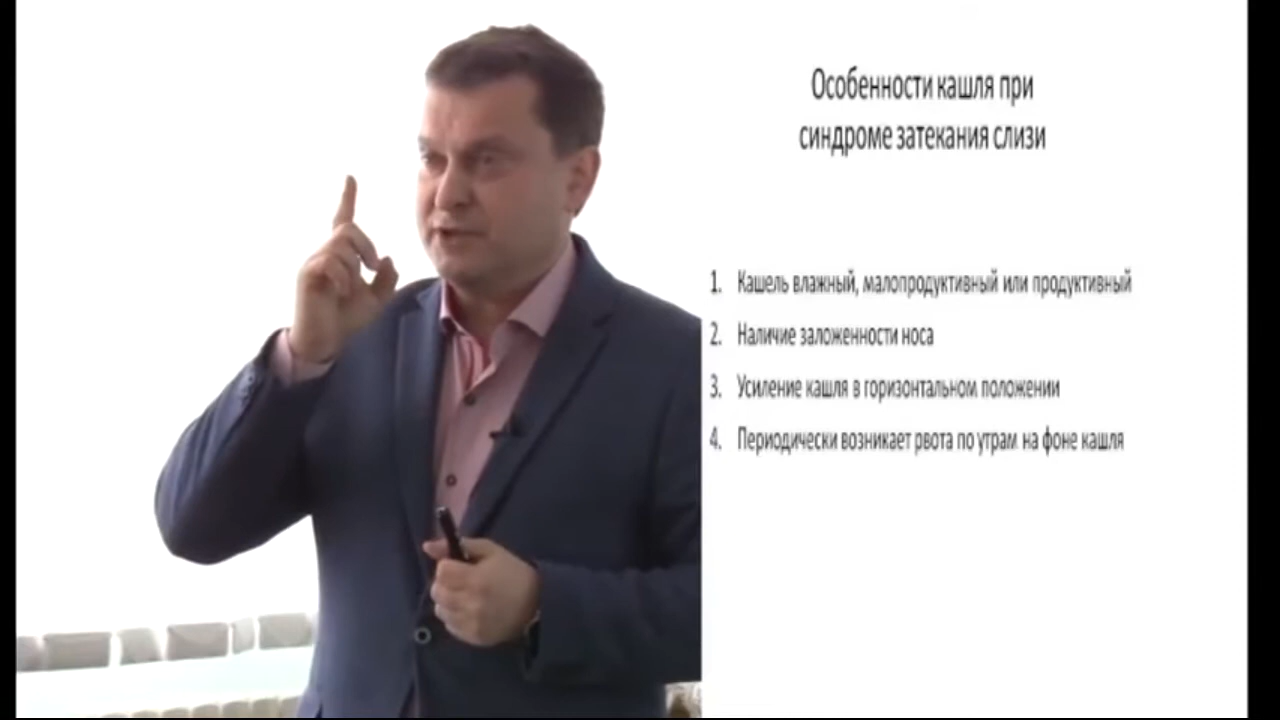 Особенности кашля при
синдроме затекания слизи
1. Кашель влажный, малопродуктивный или продуктивный
2. Наличие заложенности носа
3. Усиление кашля в горизонтальном положении
4. Периодически возникает рвота по утрам на фоне кашля